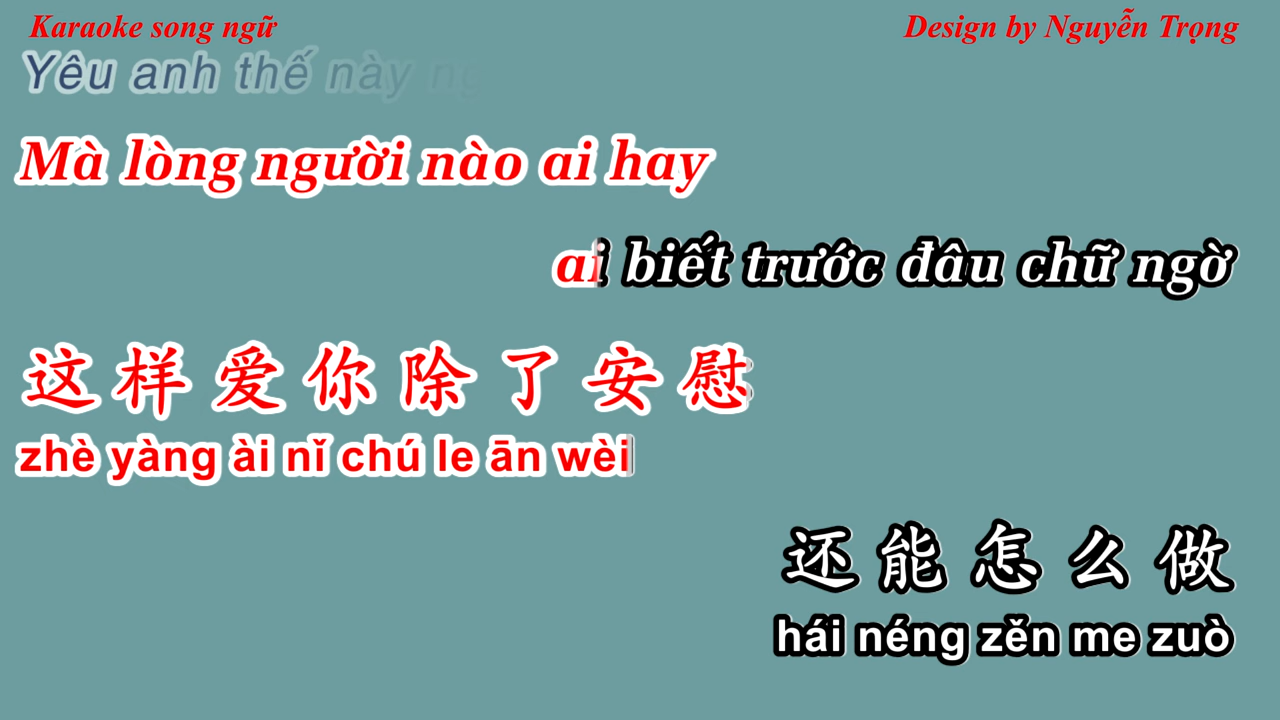 Karaoke song ngữ
Design by Nguyễn Trọng
Yêu anh thế này
Mà lòng người nào ai hay
ai biết trước đâu chữ ngờ
这样爱你除了安慰
zhè yàng ài nǐ chú le ān wèi
还能怎么做
hái néng zěn me zuò